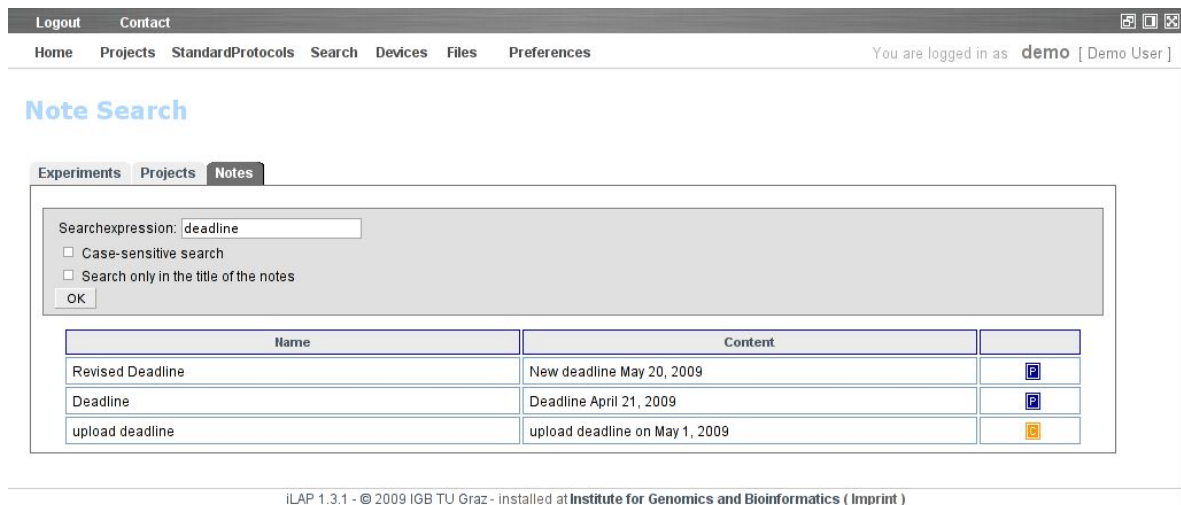 Logout Contact
Home Projects StandardProtocols Search Devices Files Preferences You are logged in as demo [ Demo User ]
Note Search
Experiments Projects Notes
Searchexpression: deadline
Case-sensitive search
Search only in the title of the notes
OK
Name Content
Revised Deadline New deadline May 20, 2009 P
Deadline Deadline April 21, 2009 P
upload deadline upload deadline on May 1, 2009 C
iLAP 1.3.1 - © 2009 IGB TU Graz - installed at Institute for Genomics and Bioinformatics ( Imprint )